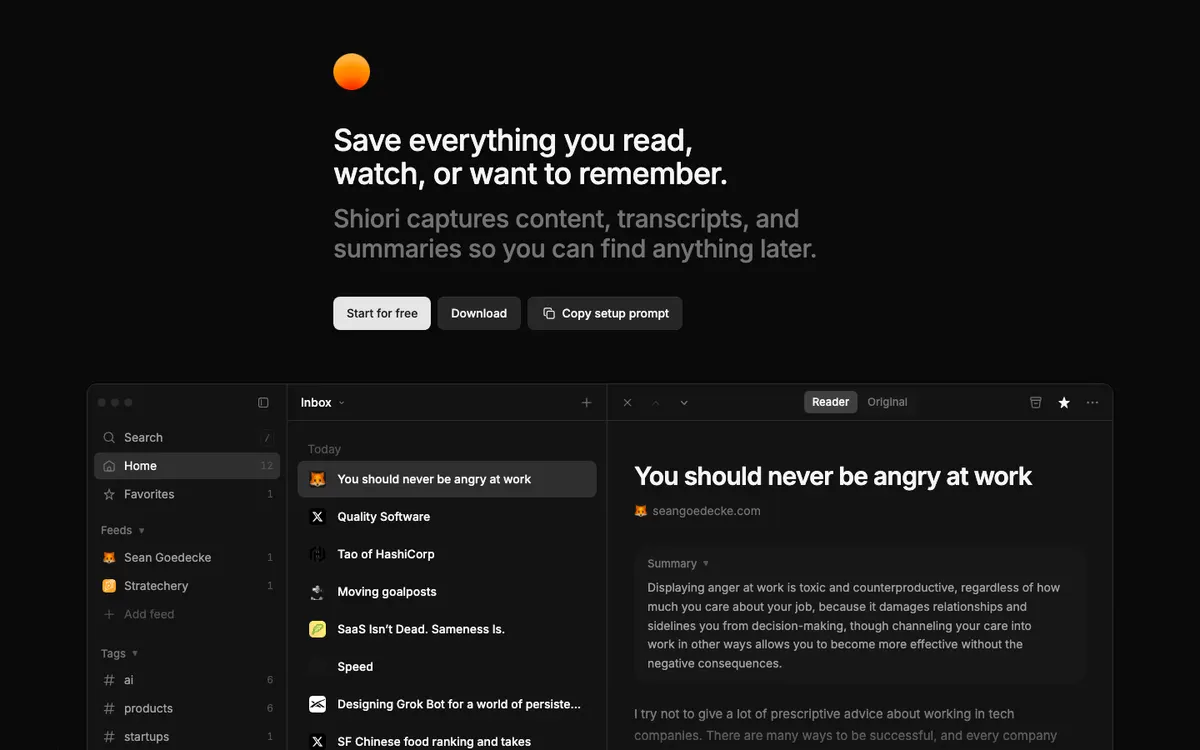 Save everything you read,
watch, or want to remember.
Shiori captures content, transcripts, and
summaries so you can find anything later.
Start for free
Download
Copy setup prompt
Search
/
Home
12
Favorites
1
Feeds
Sean Goedecke
1
Stratechery
1
Add feed
Tags
# ai
6
# products
6
# startups
1
Inbox
Today
You should never be angry at work
Quality Software
Tao of HashiCorp
Moving goalposts
SaaS Isn’t Dead. Sameness Is.
Speed
Designing Grok Bot for a world of persiste...
SF Chinese food ranking and takes
Reader
Original
You should never be angry at work
seangoedecke.com
Summary
Displaying anger at work is toxic and counterproductive, regardless of how
much you care about your job, because it damages relationships and
sidelines you from decision-making, though channeling your care into
work in other ways allows you to become more effective without the
negative consequences.
I try not to give a lot of prescriptive advice about working in tech
companies. There are many ways to be successful, and every company